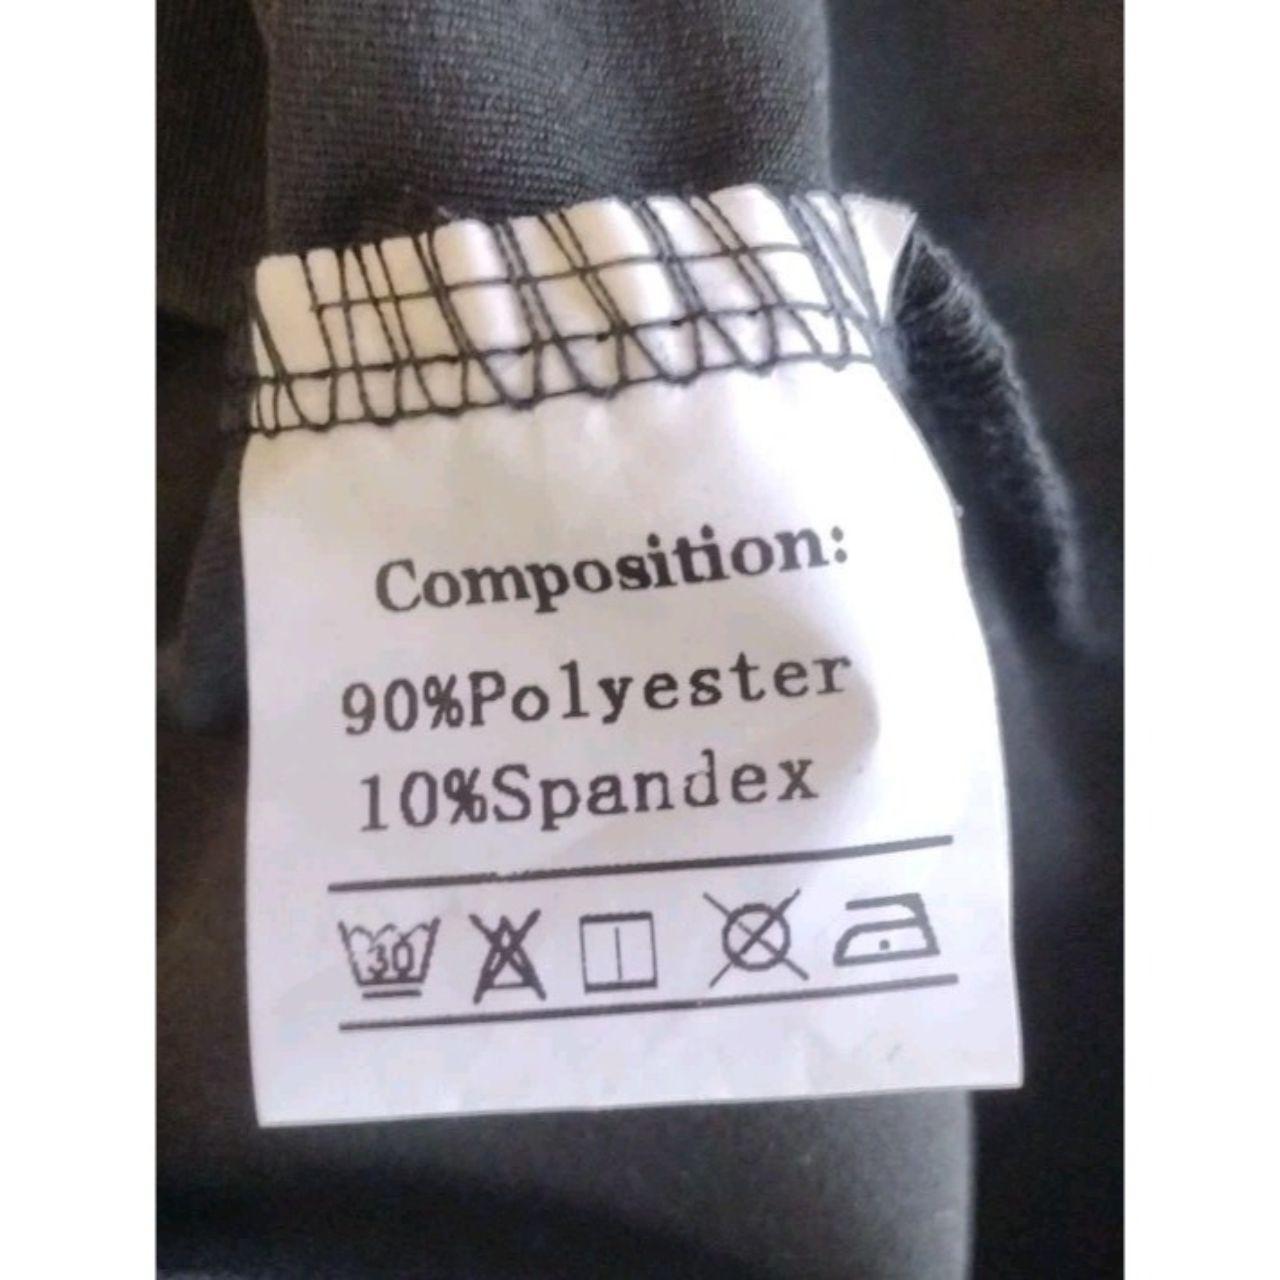 Composition:
90%Polyester
10%Spandex
30